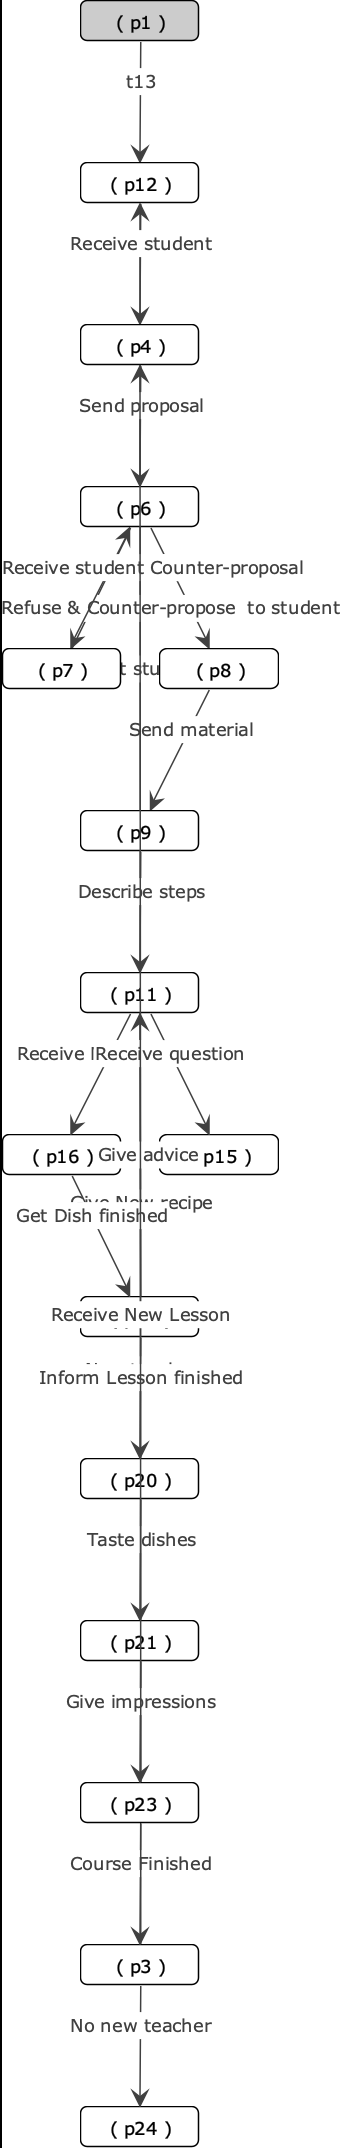 ( p1 )
t13
( p12 )
Receive student
( p4 )
Send proposal
( p6 )
Receive student Counter-proposal
Refuse & Counter-propose  to student
( p7 )
( p8 )
Send material
( p9 )
Describe steps
( p11 )
Receive
Receive question
( p16 )
Give advice
p15 )
Give New recipe
Get Dish finished
Receive New Lesson
Inform Lesson finished
( p20 )
Taste dishes
( p21 )
Give impressions
( p23 )
Course Finished
( p3 )
No new teacher
( p24 )